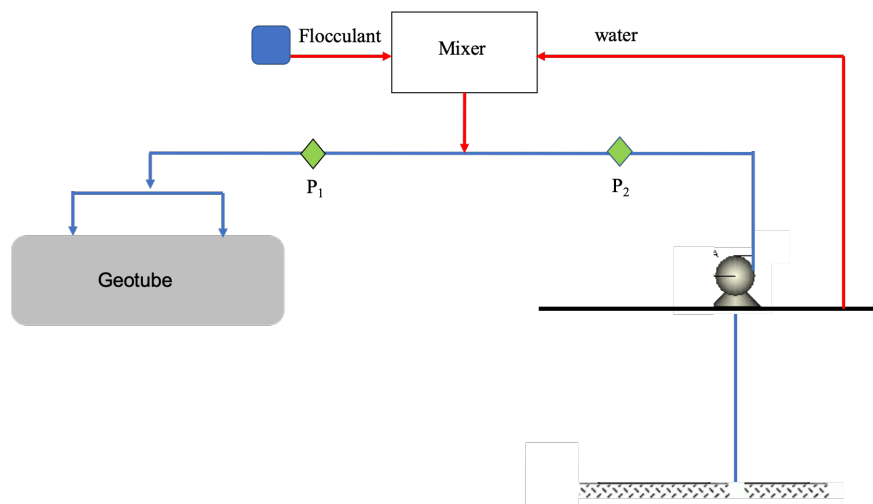 Flocculant
Mixer
water
P₁
P₂
Geotube